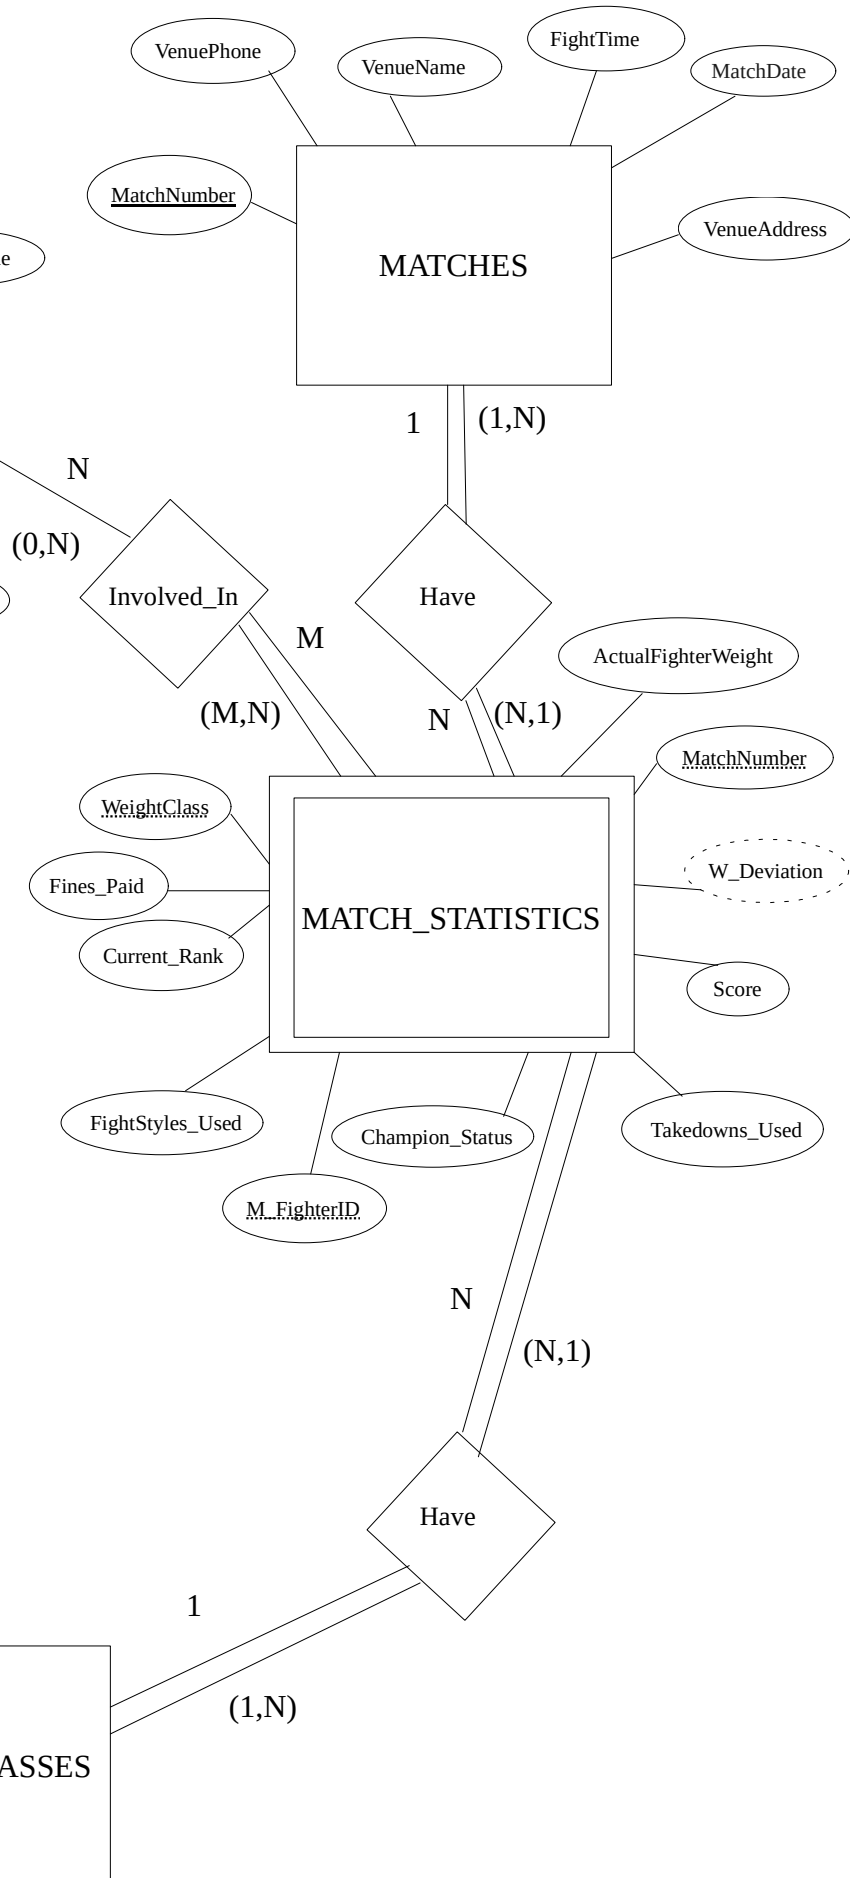 VenuePhone
VenueName
FightTime
MatchDate
MatchNumber
VenueAddress
e
MATCHES
1
(1,N)
N
(0,N)
Involved_In
Have
M
(M,N)
N
(N,1)
ActualFighterWeight
MatchNumber
WeightClass
W_Deviation
Fines_Paid
MATCH_STATISTICS
Current_Rank
Score
FightStyles_Used
Champion_Status
Takedowns_Used
M_FighterID
N
(N,1)
Have
1
(1,N)
ASSES